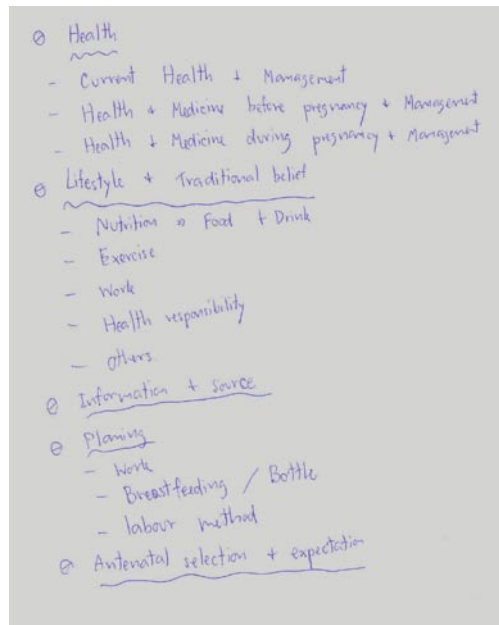 Health
- Current Health + Management
- Health + Medicine before pregnancy + Management
- Health + Medicine during pregnancy + Management
Lifestyle + Traditional belief
- Nutrition » Food + Drink
- Exercise
- Work
- Health responsibility
- others
Information + source
Planing
- Work
- Breastfeeding / Bottle
- labour method
Antenatal selection + expectation